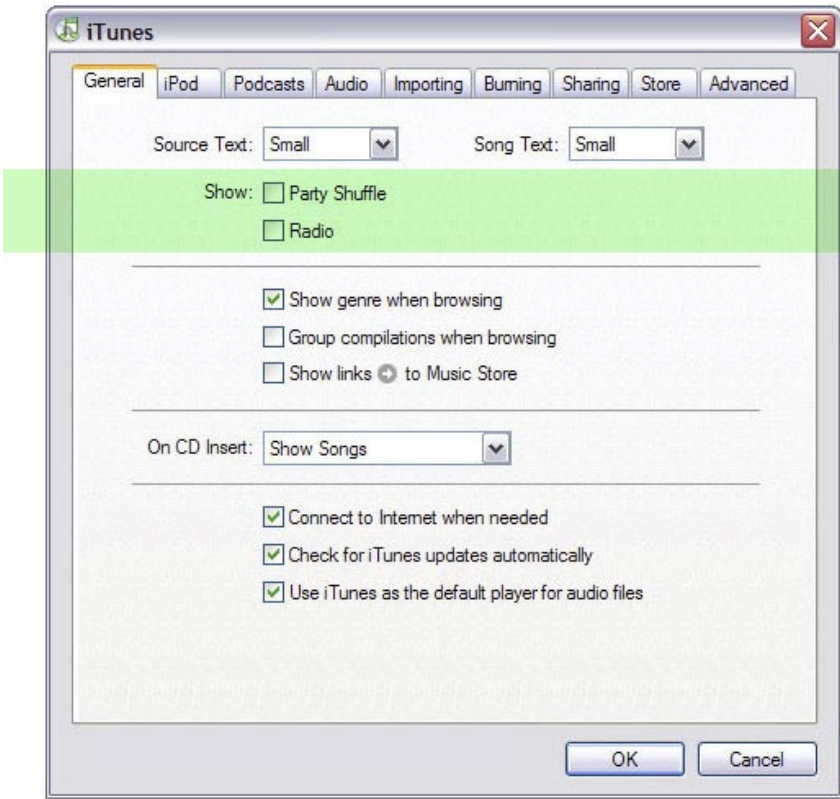 iTunes
General iPod Podcasts Audio Importing Burning Sharing Store Advanced
Source Text: Small Song Text: Small
Show: Party Shuffle
Radio
Show genre when browsing
Group compilations when browsing
Show links to Music Store
On CD Insert: Show Songs
Connect to Internet when needed
Check for iTunes updates automatically
Use iTunes as the default player for audio files
OK Cancel